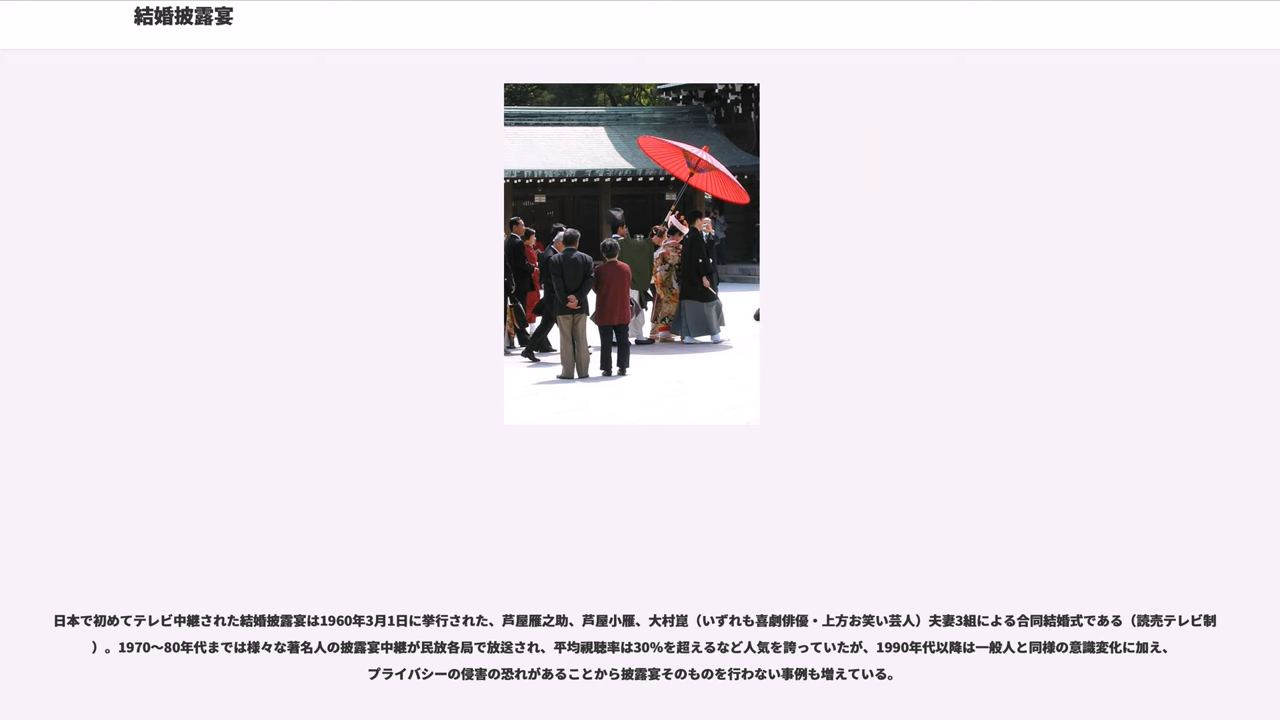 結婚披露宴
日本で初めてテレビ中継された結婚披露宴は1960年3月1日に挙行された、芦屋雁之助、芦屋小雁、大村崑（いずれも喜劇俳優・上方お笑い芸人）夫妻3組による合同結婚式である（読売テレビ制
）。1970〜80年代までは様々な著名人の披露宴中継が民放各局で放送され、平均視聴率は30%を超えるなど人気を誇っていたが、1990年代以降は一般人と同様の意識変化に加え、
プライバシーの侵害の恐れがあることから披露宴そのものを行わない事例も増えている。